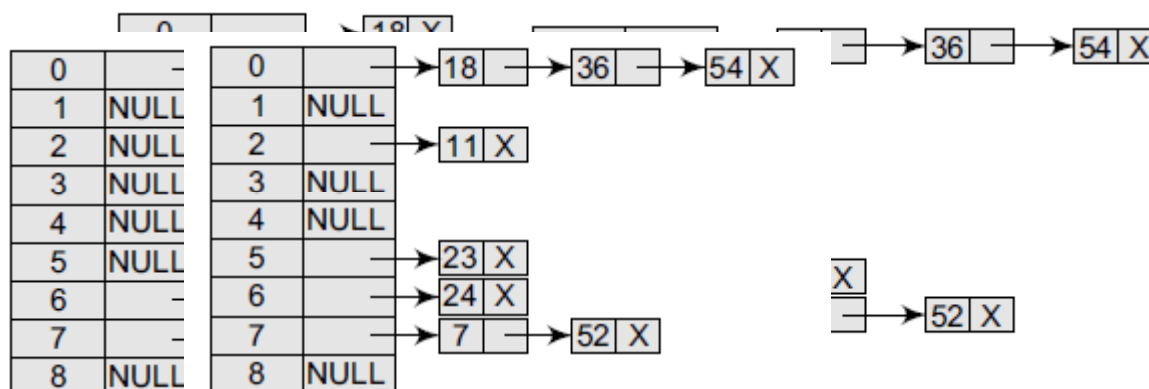 0 18 X
36 54 X
0 0 18 36 54 X
1 NULL 1 NULL
2 NULL 2 11 X
3 NULL 3 NULL
4 NULL 4 NULL
5 NULL 5 23 X X
6 6 24 X
7 7 7 52 X 52 X
8 NULL 8 NULL